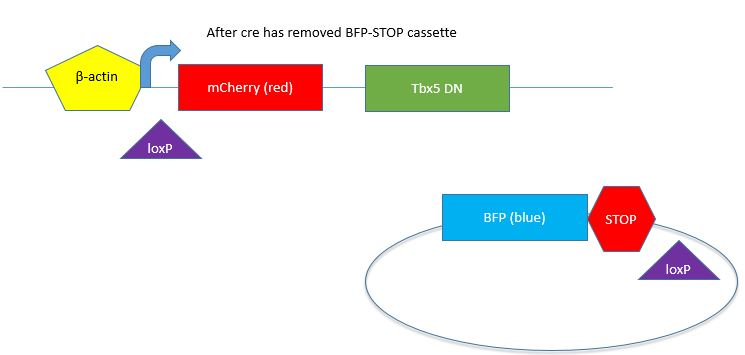 After cre has removed BFP-STOP cassette
β-actin
mCherry (red)
Tbx5 DN
loxP
BFP (blue)
STOP
loxP